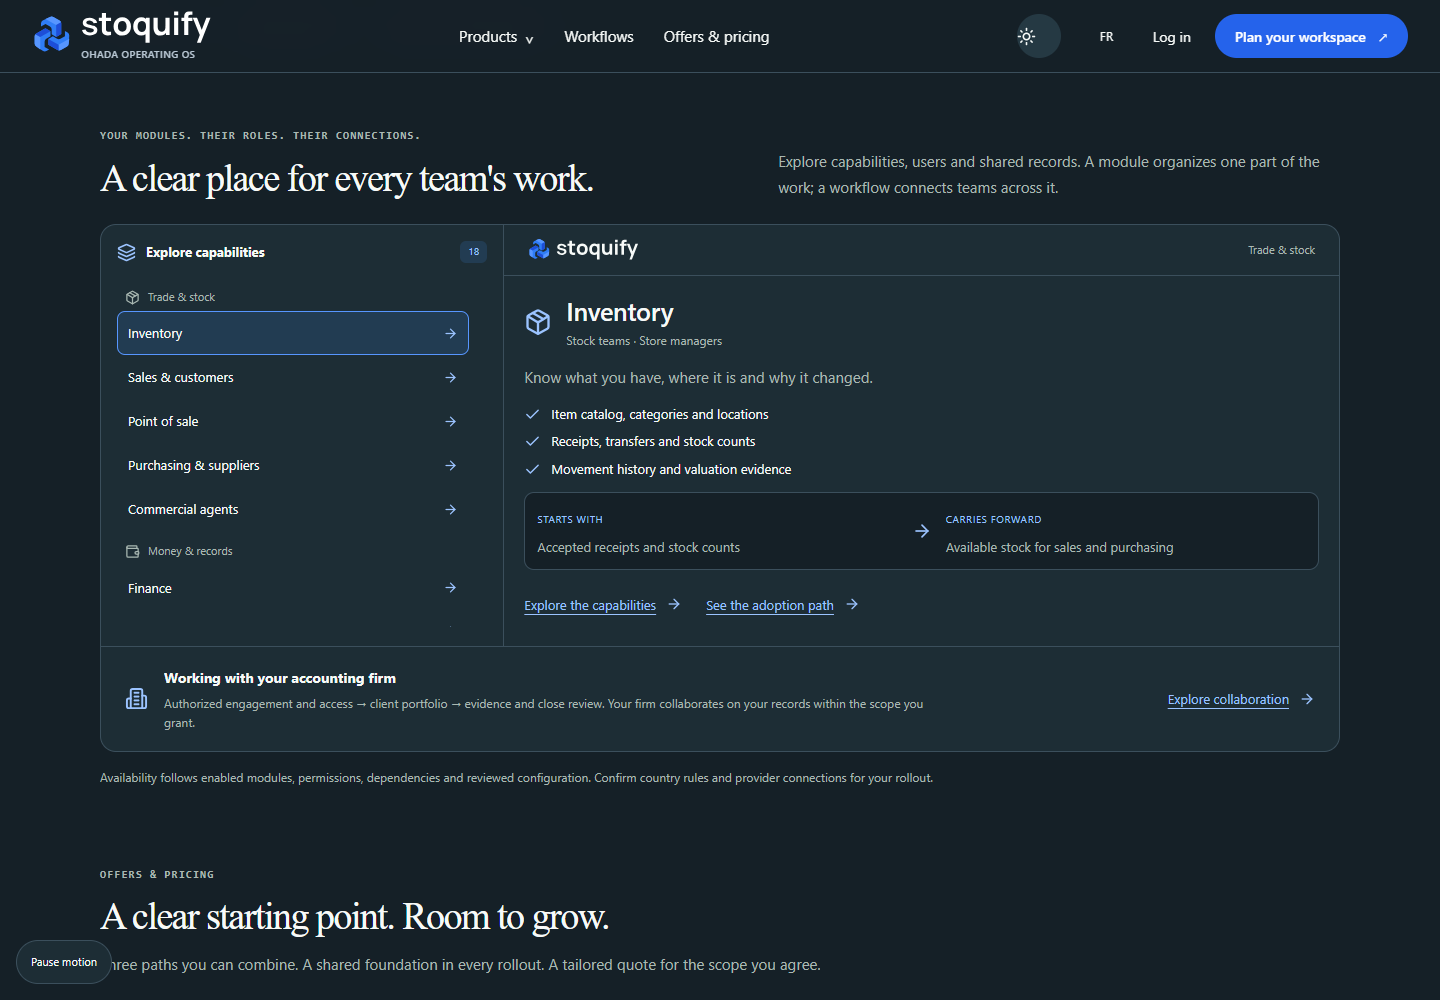 stoquify
OHADA OPERATING OS
Products
Workflows
Offers & pricing
FR
Log in
Plan your workspace
YOUR MODULES. THEIR ROLES. THEIR CONNECTIONS.
A clear place for every team's work.
Explore capabilities, users and shared records. A module organizes one part of the
work; a workflow connects teams across it.
Explore capabilities
18
Trade & stock
Inventory
Sales & customers
Point of sale
Purchasing & suppliers
Commercial agents
Money & records
Finance
stoquify
Trade & stock
Inventory
Stock teams · Store managers
Know what you have, where it is and why it changed.
Item catalog, categories and locations
Receipts, transfers and stock counts
Movement history and valuation evidence
STARTS WITH
Accepted receipts and stock counts
CARRIES FORWARD
Available stock for sales and purchasing
Explore the capabilities
See the adoption path
Working with your accounting firm
Authorized engagement and access → client portfolio → evidence and close review. Your firm collaborates on your records within the scope you
grant.
Explore collaboration
Availability follows enabled modules, permissions, dependencies and reviewed configuration. Confirm country rules and provider connections for your rollout.
OFFERS & PRICING
A clear starting point. Room to grow.
Pause motion
hree paths you can combine. A shared foundation in every rollout. A tailored quote for the scope you agree.